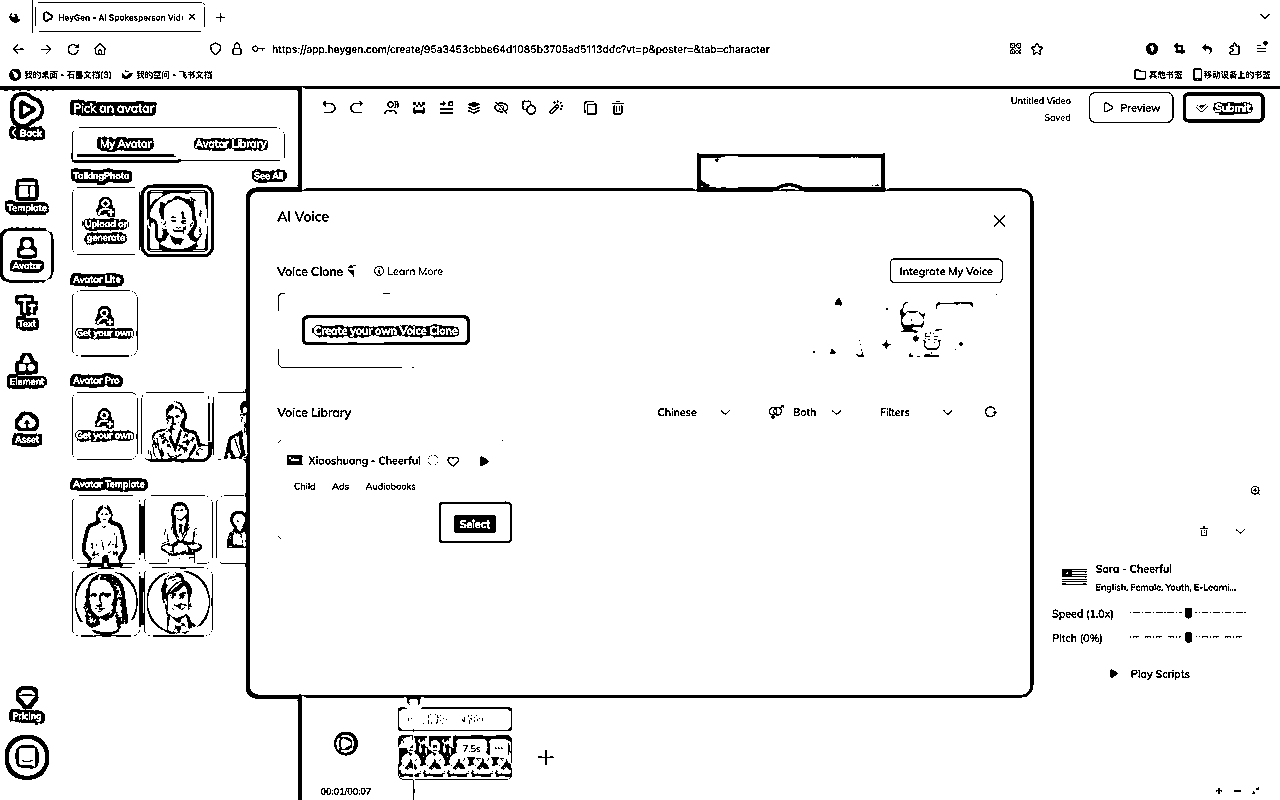 HeyGen - AI Spokesperson Vide
https://app.heygen.com/create/95a3453cbbe64d1085b3705ad5113ddc?vt=p&poster=&tab=character
我的桌面 - 石墨文档(3)
我的空间 - 飞书文档
其他书签
移动设备上的书签
Back
Pick an avatar
Untitled Video
Saved
Preview
Submit
My Avatar
Avatar Library
TalkingPhoto
See All
Upload or generate
Template
Avatar
Text
Element
Asset
Avatar Lite
Get your own
Avatar Pro
Get your own
Avatar Template
AI Voice
Voice Clone
Learn More
Integrate My Voice
Create your own Voice Clone
Voice Library
Chinese
Both
Filters
Xiaoshuang - Cheerful
Child
Ads
Audiobooks
Select
Sara - Cheerful
English, Female, Youth, E-Learni...
Speed (1.0x)
Pitch (0%)
Play Scripts
Pricing
7.5s
00:01/00:07